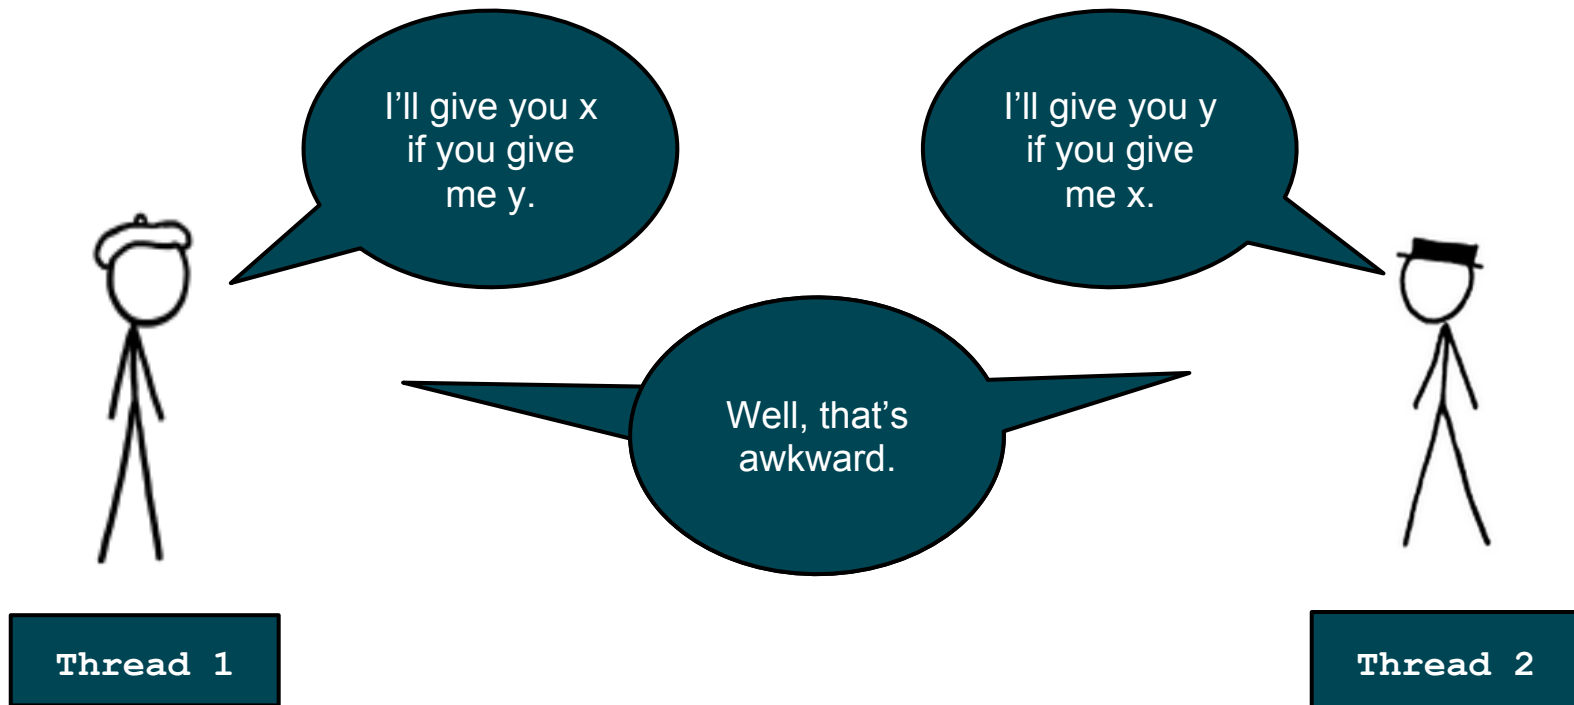 I’ll give you x
if you give
me y.
I’ll give you y
if you give
me x.
Well, that’s
awkward.
Thread 1
Thread 2